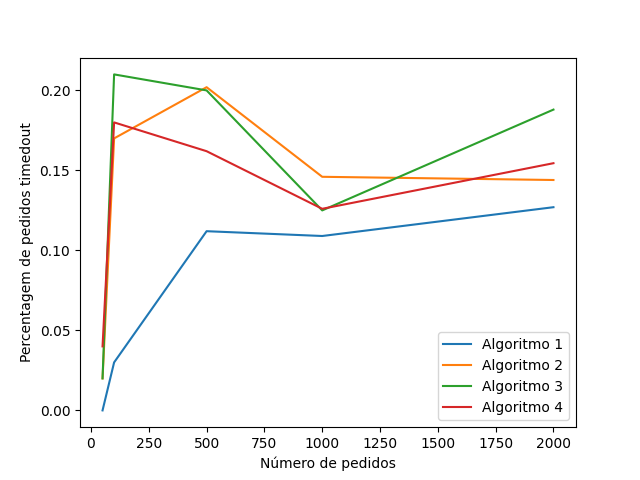 0.20
0.15
0.10
0.05
0.00
Percentagem de pedidos timedout
Algoritmo 1
Algoritmo 2
Algoritmo 3
Algoritmo 4
0 250 500 750 1000 1250 1500 1750 2000
Número de pedidos